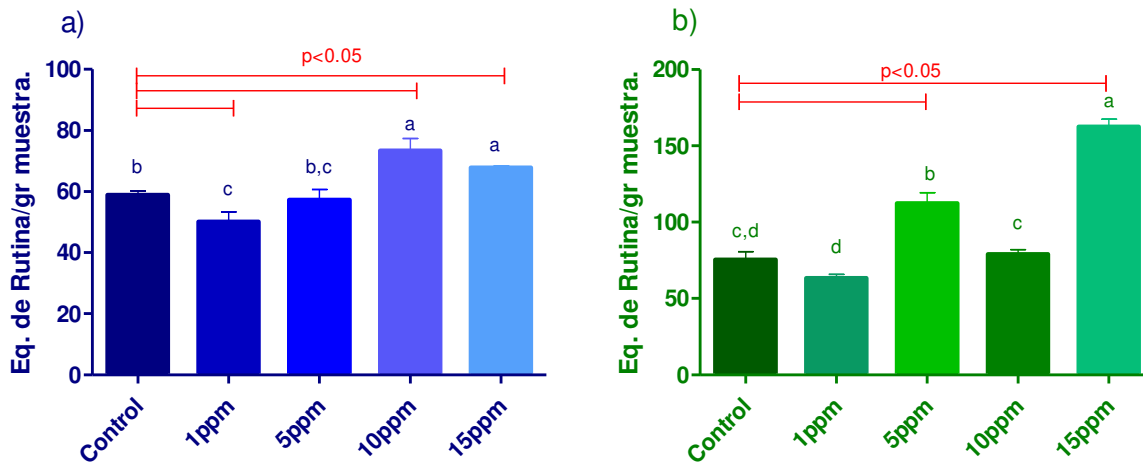 a)
p<0.05
Eq. de Rutina/gr muestra.
100
80
60
40
20
0
b
c
b,c
a
a
Control
1ppm
5ppm
10ppm
15ppm
b)
p<0.05
Eq. de Rutina/gr muestra.
200
150
100
50
0
c,d
d
b
c
a
Control
1ppm
5ppm
10ppm
15ppm